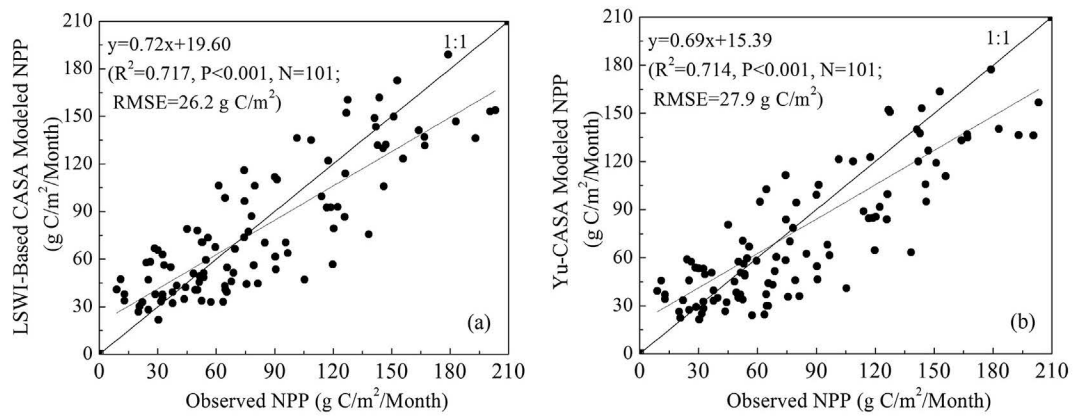 LSWI-Based CASA Modeled NPP
(g C/m²/Month)
210
180
150
120
90
60
30
0
y=0.72x+19.60
(R²=0.717, P<0.001, N=101;
RMSE=26.2 g C/m²)
1:1
(a)
0 30 60 90 120 150 180 210
Observed NPP (g C/m²/Month)
Yu-CASA Modeled NPP
(g C/m²/Month)
210
180
150
120
90
60
30
0
y=0.69x+15.39
(R²=0.714, P<0.001, N=101;
RMSE=27.9 g C/m²)
1:1
(b)
0 30 60 90 120 150 180 210
Observed NPP (g C/m²/Month)